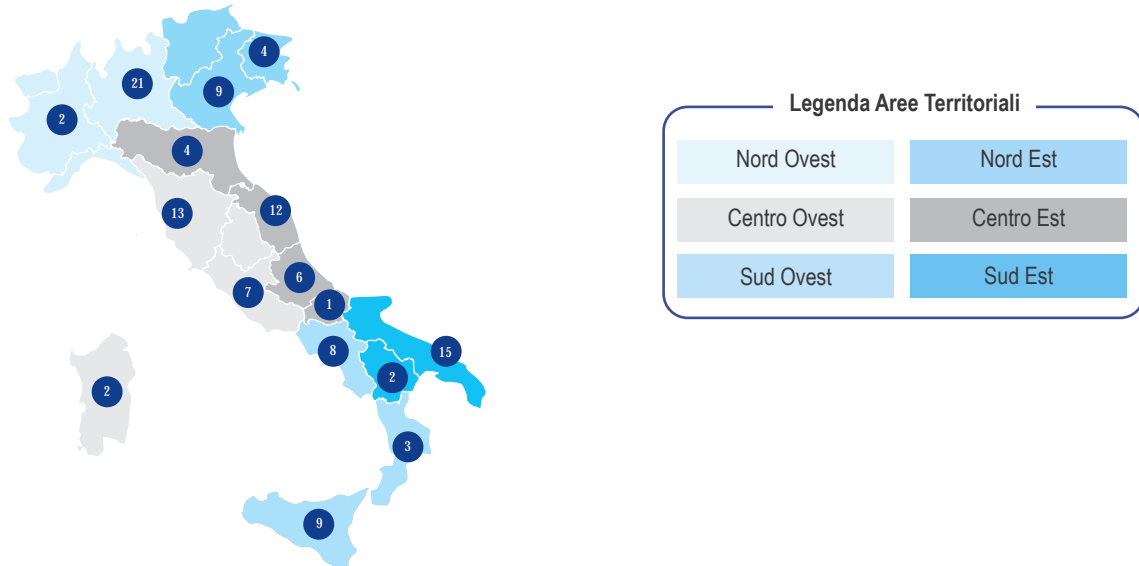 4
21
9
2
4
13
12
6
7
1
8
15
2
2
3
9
Legenda Aree Territoriali
Nord Ovest
Nord Est
Centro Ovest
Centro Est
Sud Ovest
Sud Est